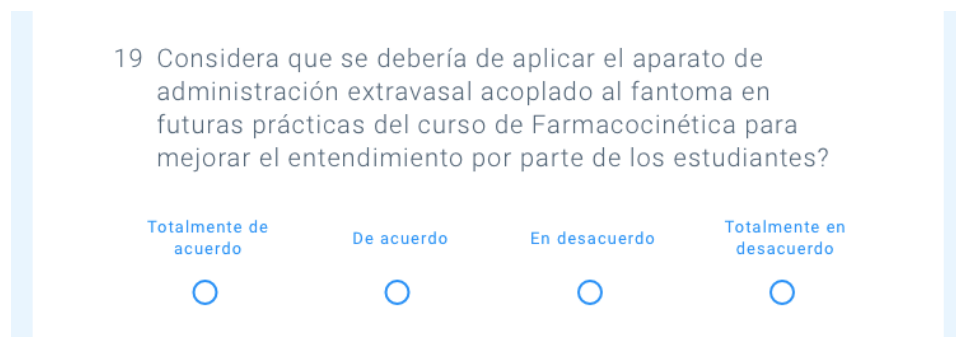 19 Considera que se debería de aplicar el aparato de
administración extravasal acoplado al fantoma en
futuras prácticas del curso de Farmacocinética para
mejorar el entendimiento por parte de los estudiantes?
Totalmente de
acuerdo
De acuerdo
En desacuerdo
Totalmente en
desacuerdo